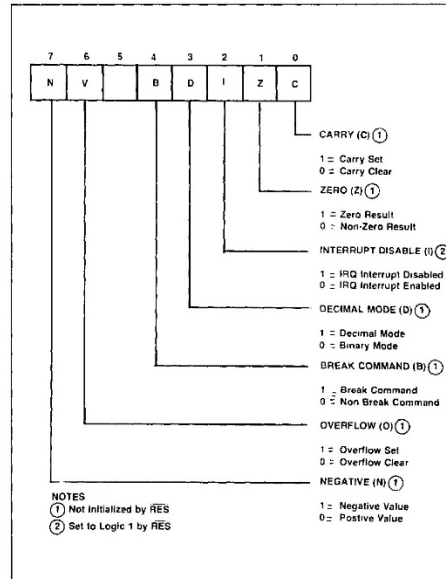 7 6 5 4 3 2 1 0
N V B D I Z C
CARRY (C) ①
1 = Carry Set
0 = Carry Clear
ZERO (Z) ①
1 = Zero Result
0 = Non-Zero Result
INTERRUPT DISABLE (I) ②
1 = IRQ Interrupt Disabled
0 = IRQ Interrupt Enabled
DECIMAL MODE (D) ①
1 = Decimal Mode
0 = Binary Mode
BREAK COMMAND (B) ①
1 = Break Command
0 = Non Break Command
OVERFLOW (O) ①
1 = Overflow Set
0 = Overflow Clear
NEGATIVE (N) ①
1 = Negative Value
0 = Postive Value
NOTES
① Not initialized by R̅E̅S̅
② Set to Logic 1 by R̅E̅S̅